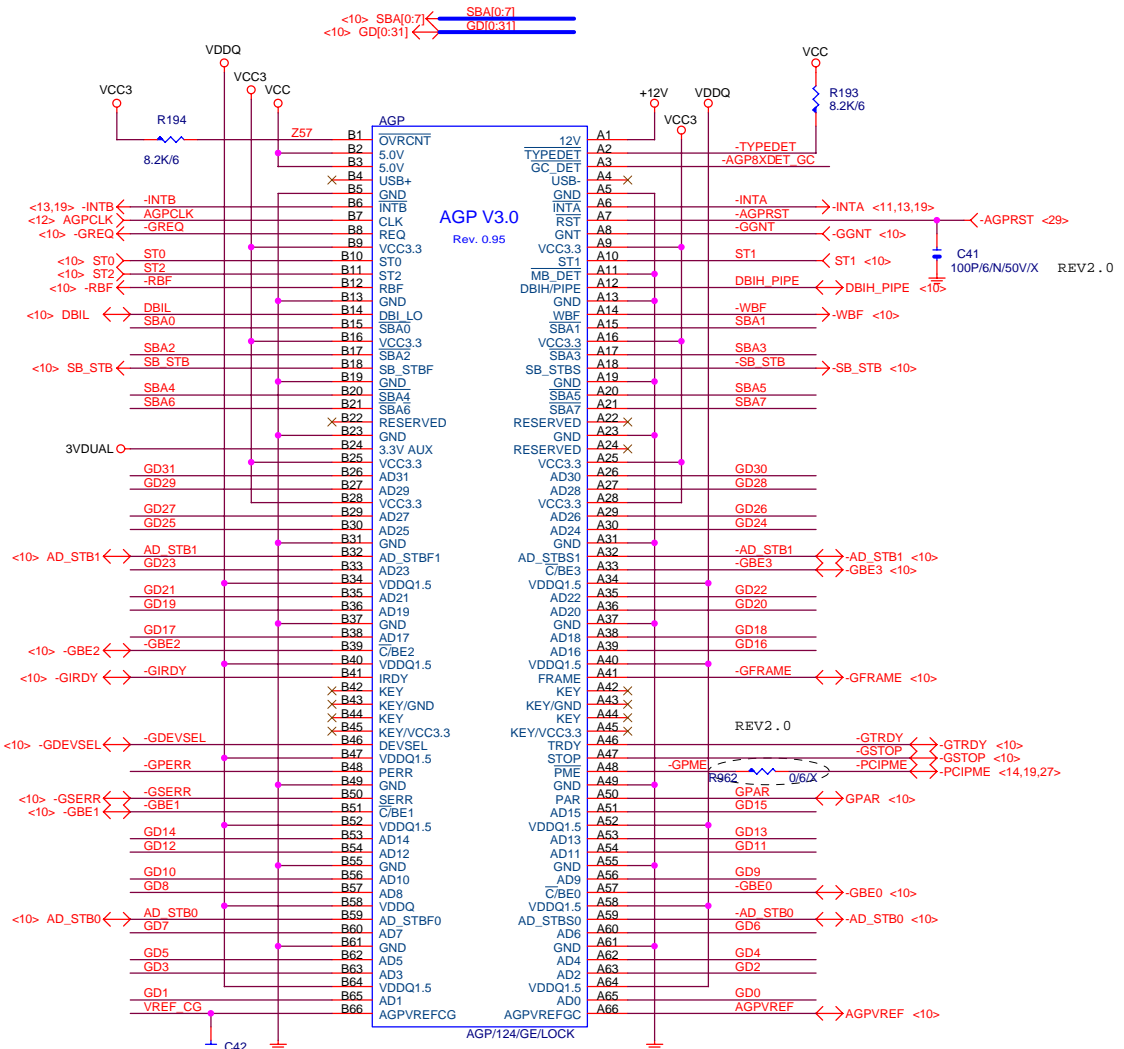 <10> SBA[0:7] SBA[0:7]
<10> GD[0:31] GD[0:31]
VDDQ
VCC3
VCC3 VCC
R194
8.2K/6
Z57
+12V
VDDQ
VCC3
VCC
R193
8.2K/6
AGP
AGP V3.0
Rev. 0.95
B1 OVRCNT 12V A1
B2 5.0V TYPEDET A2 -TYPEDET
B3 5.0V GC_DET A3 -AGP8XDET_GC
B4 USB+ USB- A4
B5 GND GND A5
<13,19> -INTB -INTB B6 INTB INTA A6 -INTA -INTA <11,13,19>
<12> AGPCLK AGPCLK B7 CLK RST A7 -AGPRST -AGPRST <29>
<10> -GREQ -GREQ B8 REQ GNT A8 -GGNT -GGNT <10>
B9 VCC3.3 VCC3.3 A9
<10> ST0 ST0 B10 ST0 ST1 A10 ST1 ST1 <10>
<10> ST2 ST2 B11 ST2 MB_DET A11
<10> -RBF -RBF B12 RBF DBIH/PIPE A12 DBIH_PIPE DBIH_PIPE <10>
C41
100P/6/N/50V/X REV2.0
B13 GND GND A13
<10> DBIL DBIL B14 DBI_LO WBF A14 -WBF -WBF <10>
SBA0 B15 SBA0 SBA1 A15 SBA1
B16 VCC3.3 VCC3.3 A16
SBA2 B17 SBA2 SBA3 A17 SBA3
<10> SB_STB SB_STB B18 SB_STBF SB_STBS A18 -SB_STB -SB_STB <10>
B19 GND GND A19
SBA4 B20 SBA4 SBA5 A20 SBA5
SBA6 B21 SBA6 SBA7 A21 SBA7
B22 RESERVED RESERVED A22
B23 GND GND A23
3VDUAL B24 3.3V AUX RESERVED A24
B25 VCC3.3 VCC3.3 A25
GD31 B26 AD31 AD30 A26 GD30
GD29 B27 AD29 AD28 A27 GD28
B28 VCC3.3 VCC3.3 A28
GD27 B29 AD27 AD26 A29 GD26
GD25 B30 AD25 AD24 A30 GD24
B31 GND GND A31
<10> AD_STB1 AD_STB1 B32 AD_STBF1 AD_STBS1 A32 -AD_STB1 -AD_STB1 <10>
GD23 B33 AD23 C/BE3 A33 -GBE3 -GBE3 <10>
B34 VDDQ1.5 VDDQ1.5 A34
GD21 B35 AD21 AD22 A35 GD22
GD19 B36 AD19 AD20 A36 GD20
B37 GND GND A37
GD17 B38 AD17 AD18 A38 GD18
<10> -GBE2 -GBE2 B39 C/BE2 AD16 A39 GD16
B40 VDDQ1.5 VDDQ1.5 A40
<10> -GIRDY -GIRDY B41 IRDY FRAME A41 -GFRAME -GFRAME <10>
B42 KEY KEY A42
B43 KEY/GND KEY/GND A43
B44 KEY KEY A44
B45 KEY/VCC3.3 KEY/VCC3.3 A45
REV2.0
<10> -GDEVSEL -GDEVSEL B46 DEVSEL TRDY A46 -GTRDY -GTRDY <10>
B47 VDDQ1.5 STOP A47 -GSTOP -GSTOP <10>
-GPERR B48 PERR PME A48 -GPME R962 0/6/X -PCIPME -PCIPME <14,19,27>
B49 GND GND A49
<10> -GSERR -GSERR B50 SERR PAR A50 GPAR GPAR <10>
<10> -GBE1 -GBE1 B51 C/BE1 AD15 A51 GD15
B52 VDDQ1.5 VDDQ1.5 A52
GD14 B53 AD14 AD13 A53 GD13
GD12 B54 AD12 AD11 A54 GD11
B55 GND GND A55
GD10 B56 AD10 AD9 A56 GD9
GD8 B57 AD8 C/BE0 A57 -GBE0 -GBE0 <10>
B58 VDDQ VDDQ1.5 A58
<10> AD_STB0 AD_STB0 B59 AD_STBF0 AD_STBS0 A59 -AD_STB0 -AD_STB0 <10>
GD7 B60 AD7 AD6 A60 GD6
B61 GND GND A61
GD5 B62 AD5 AD4 A62 GD4
GD3 B63 AD3 AD2 A63 GD2
B64 VDDQ1.5 VDDQ1.5 A64
GD1 B65 AD1 AD0 A65 GD0
VREF_CG B66 AGPVREFCG AGPVREFGC A66 AGPVREF AGPVREF <10>
AGP/124/GE/LOCK
C42